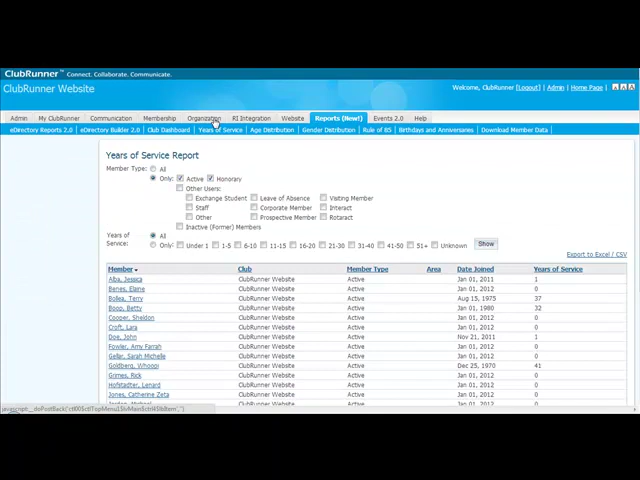 ClubRunner™ Connect. Collaborate. Communicate.
ClubRunner Website
Welcome, ClubRunner [Logout] | Admin | Home Page | A A A
Admin My ClubRunner Communication Membership Organization RI Integration Website Reports (New!) Events 2.0 Help
eDirectory Reports 2.0 | eDirectory Builder 2.0 | Club Dashboard | Years of Service | Age Distribution | Gender Distribution | Rule of 85 | Birthdays and Anniversaries | Download Member Data
Years of Service Report
Member Type: All
Only: Active Honorary
Other Users:
Exchange Student Leave of Absence Visiting Member
Staff Corporate Member Interact
Other Prospective Member Rotaract
Inactive (Former) Members
Years of Service: All
Only: Under 1 1-5 6-10 11-15 16-20 21-30 31-40 41-50 51+ Unknown Show
Export to Excel / CSV
Member Club Member Type Area Date Joined Years of Service
Alba, Jessica ClubRunner Website Active Jan 01, 2011 1
Benes, Elaine ClubRunner Website Active Jan 01, 2012 0
Bollea, Terry ClubRunner Website Active Aug 15, 1975 37
Boop, Betty ClubRunner Website Active Jan 01, 1980 32
Cooper, Sheldon ClubRunner Website Active Jan 01, 2012 0
Croft, Lara ClubRunner Website Active Jan 01, 2012 0
Doe, John ClubRunner Website Active Nov 21, 2011 1
Fowler, Amy Farrah ClubRunner Website Active Jan 01, 2012 0
Gellar, Sarah Michelle ClubRunner Website Active Jan 01, 2012 0
Goldberg, Whoopi ClubRunner Website Active Dec 25, 1970 41
Grimes, Rick ClubRunner Website Active Jan 01, 2012 0
Hofstadter, Lenard ClubRunner Website Active Jan 01, 2012 0
Jones, Catherine Zeta ClubRunner Website Active Jan 01, 2012 0